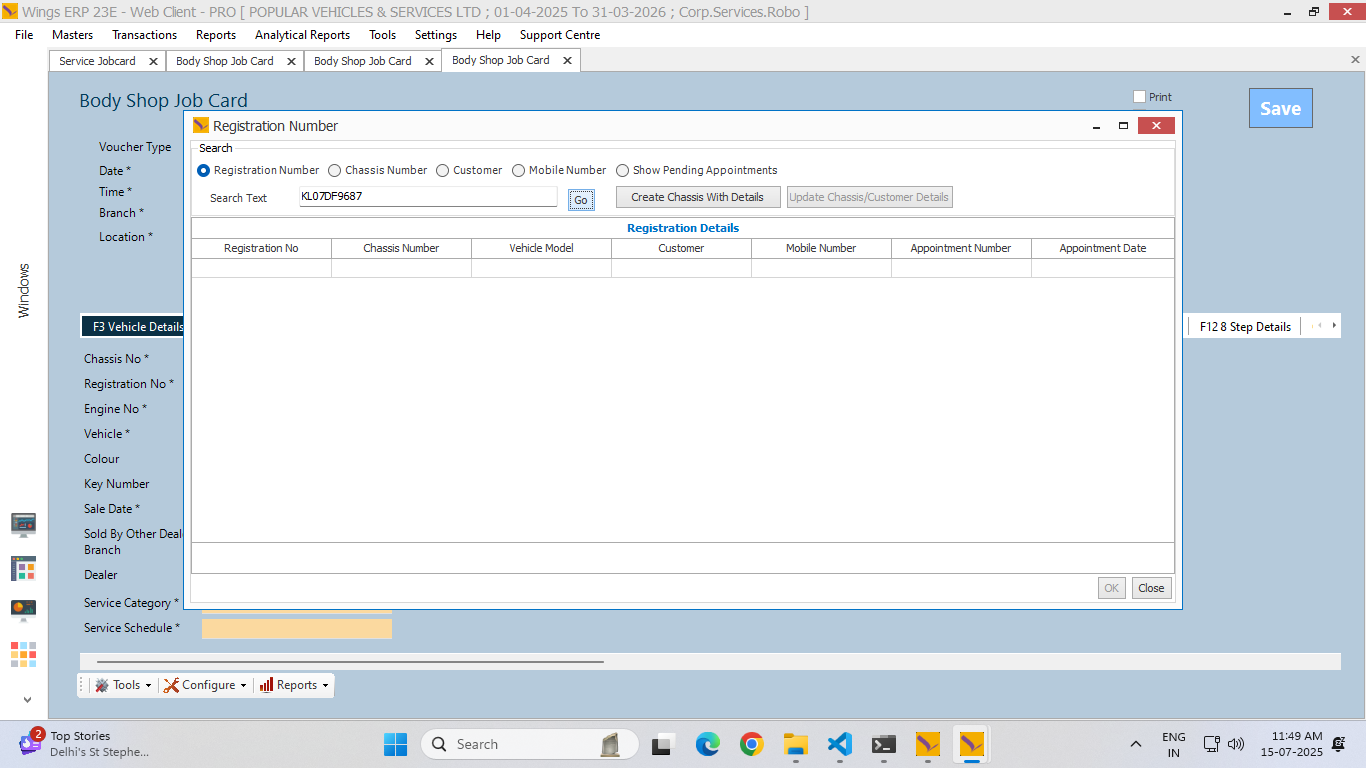 Wings ERP 23E - Web Client - PRO [ POPULAR VEHICLES & SERVICES LTD ; 01-04-2025 To 31-03-2026 ; Corp.Services.Robo ]
File Masters Transactions Reports Analytical Reports Tools Settings Help Support Centre
Service Jobcard Body Shop Job Card Body Shop Job Card Body Shop Job Card
Body Shop Job Card
Print
Save
Voucher Type
Date *
Time *
Branch *
Location *
Windows
Registration Number
Search
Registration Number Chassis Number Customer Mobile Number Show Pending Appointments
Search Text KL07DF9687 Go Create Chassis With Details Update Chassis/Customer Details
Registration Details
Registration No Chassis Number Vehicle Model Customer Mobile Number Appointment Number Appointment Date
OK Close
F3 Vehicle Details
F12 8 Step Details
Chassis No *
Registration No *
Engine No *
Vehicle *
Colour
Key Number
Sale Date *
Sold By Other Deal
Branch
Dealer
Service Category *
Service Schedule *
Tools Configure Reports
2
Top Stories
Delhi's St Stephe...
Search
ENG
IN
11:49 AM
15-07-2025